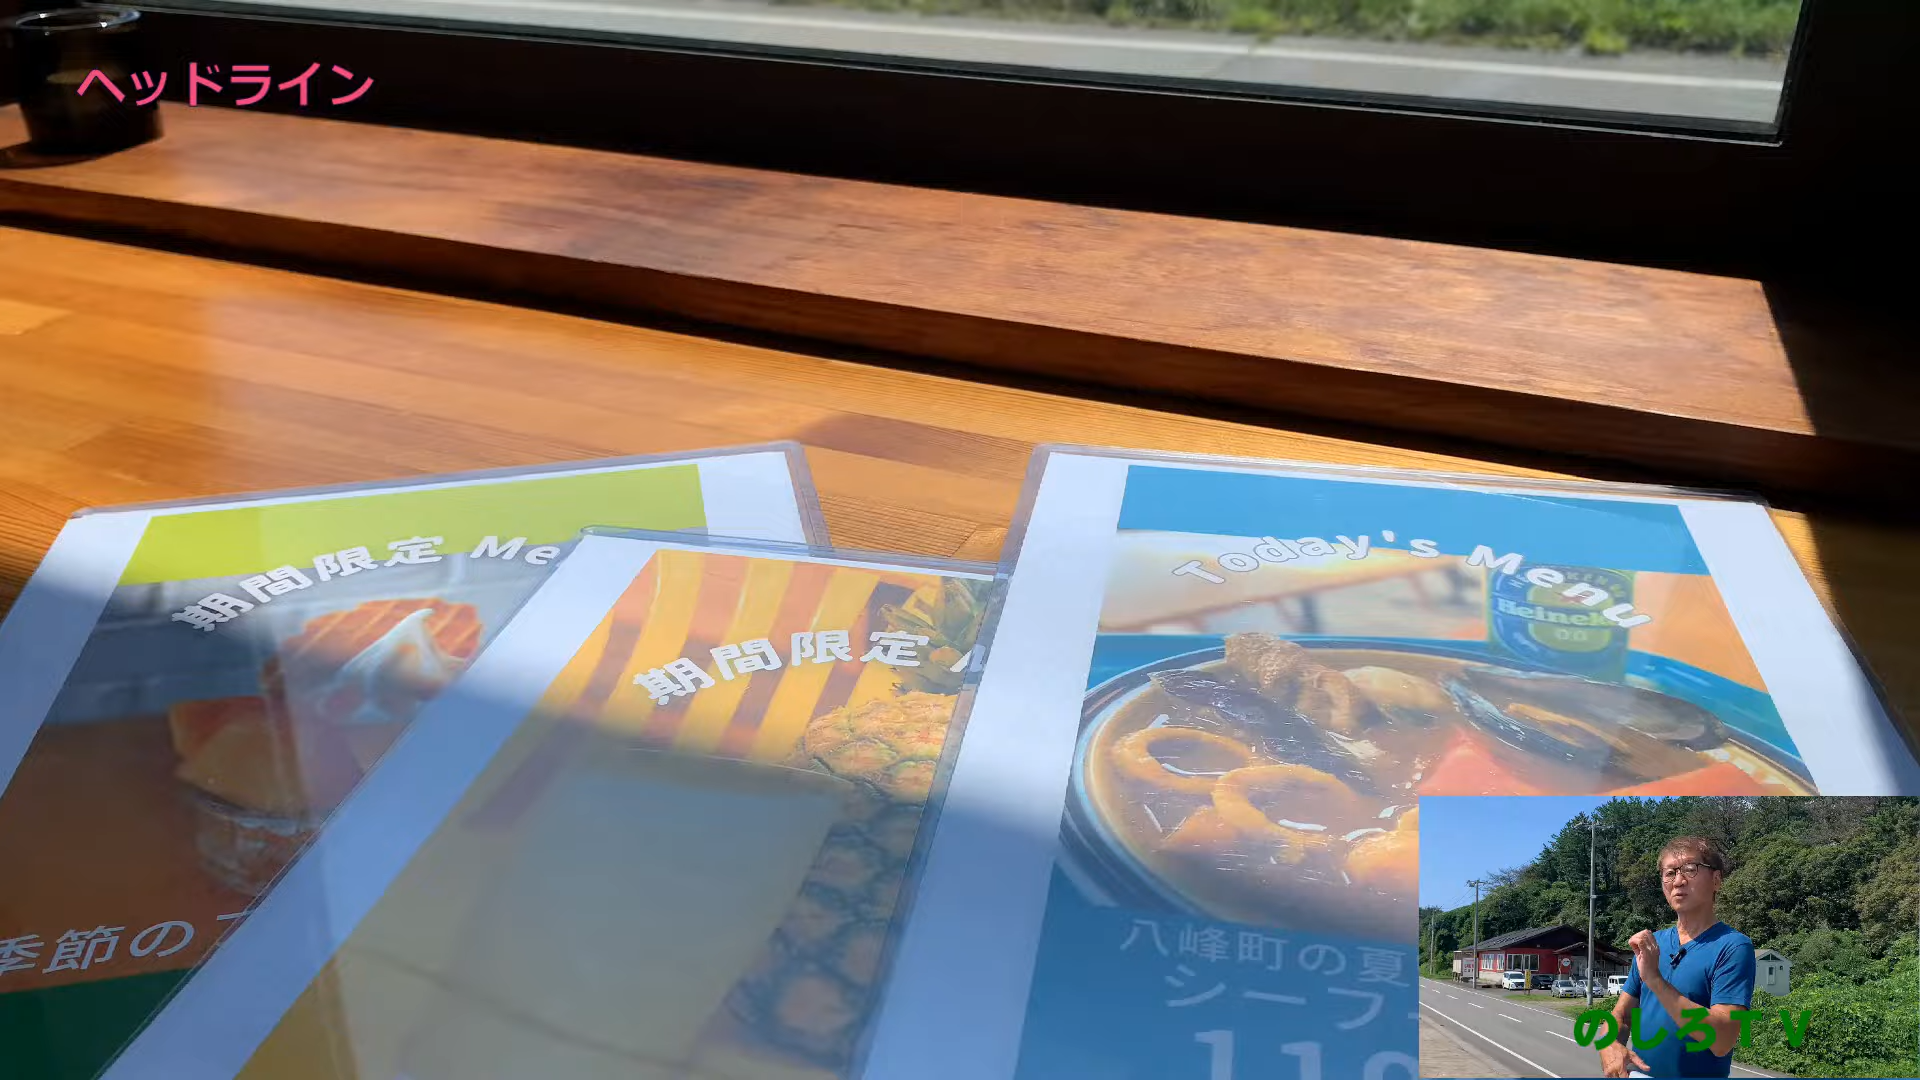 ヘッドライン
期間限定 Me
期間限定
Today's Menu
Heineke
0.0
季節の
八峰町の夏
シーフ
のしろTV